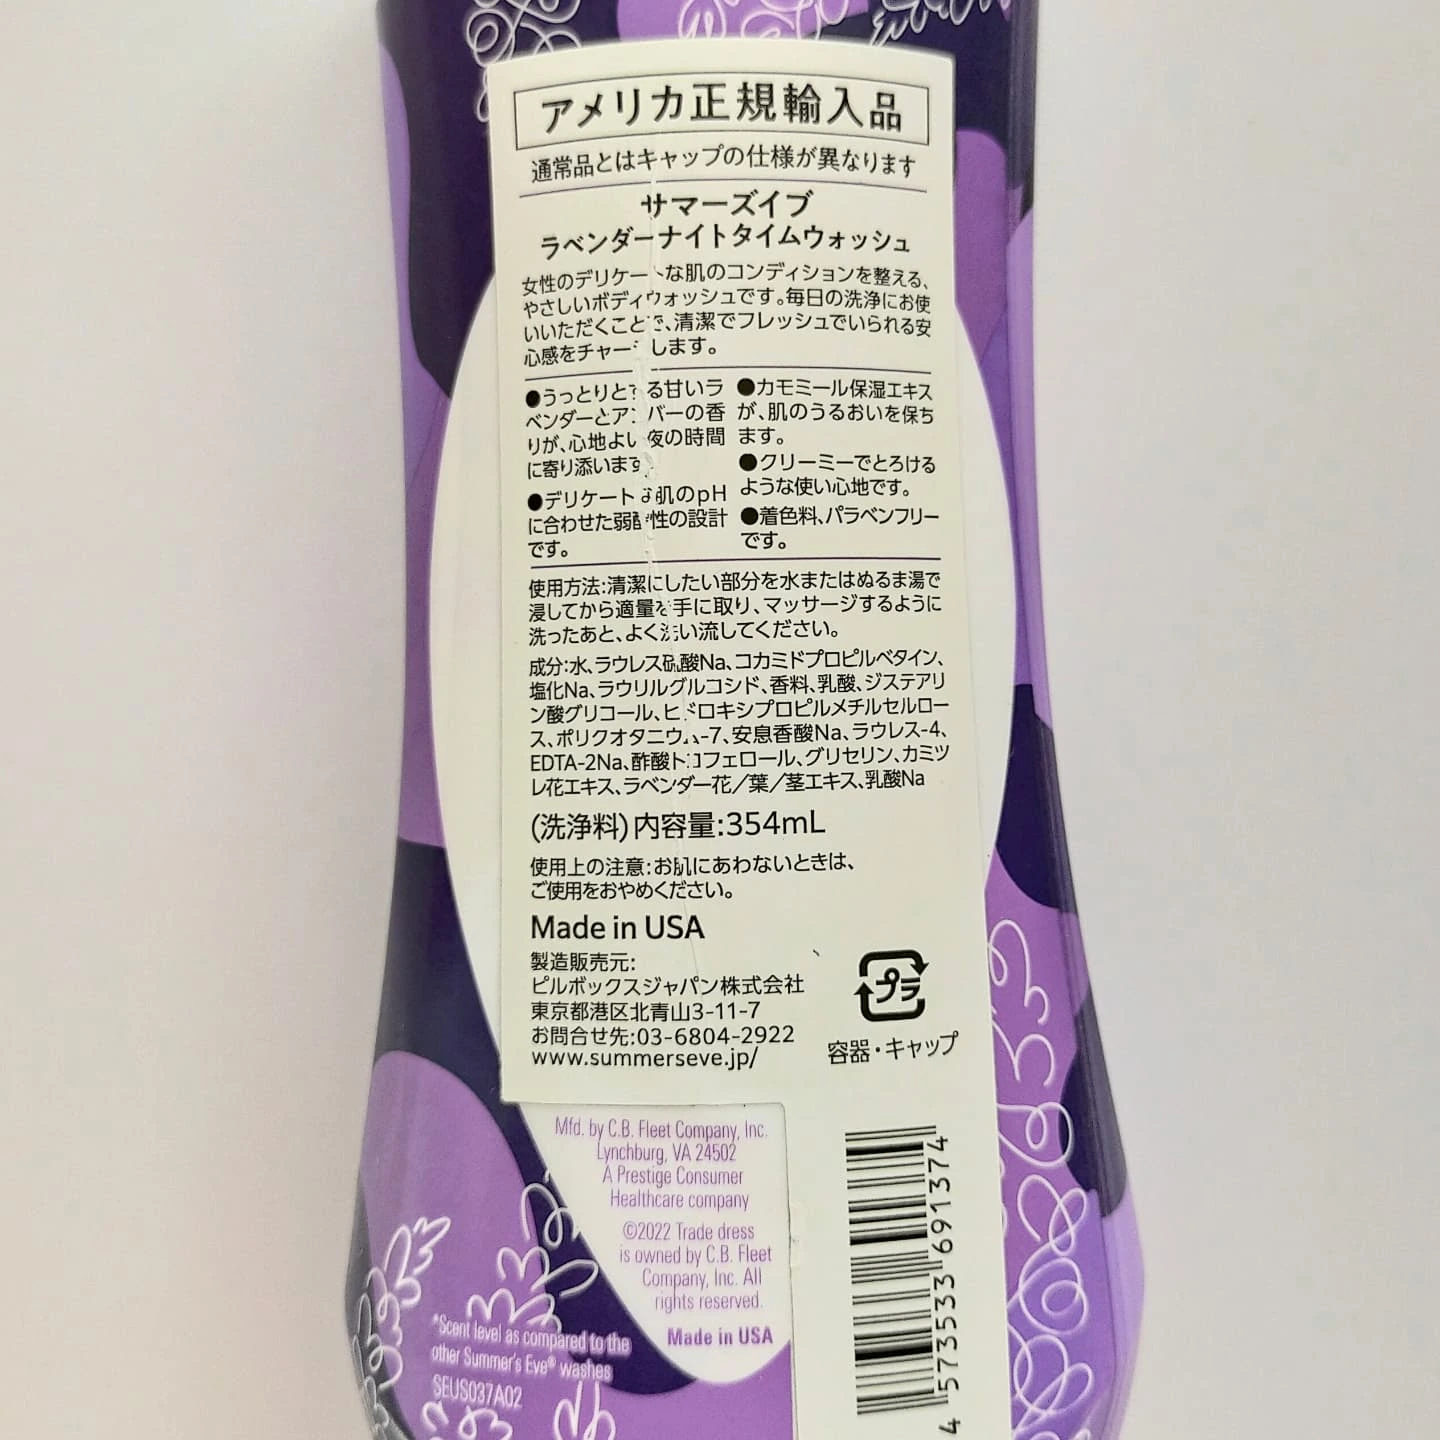 アメリカ正規輸入品
通常品とはキャップの仕様が異なります
サマーズイブ
ラベンダーナイトタイムウォッシュ
女性のデリケートな肌のコンディションを整える、
やさしいボディウォッシュです。毎日の洗浄にお使
いいただくことで、清潔でフレッシュでいられる安
心感をチャージします。
●うっとりとする甘いラ
ベンダーとアンバーの香
りが、心地よい夜の時間
に寄り添います。
●デリケートな肌のpH
に合わせた弱酸性の設計
です。
●カモミール保湿エキス
が、肌のうるおいを保ち
ます。
●クリーミーでとろける
ような使い心地です。
●着色料、パラベンフリー
です。
使用方法:清潔にしたい部分を水またはぬるま湯で
浸してから適量を手に取り、マッサージするように
洗ったあと、よく洗い流してください。
成分:水、ラウレス硫酸Na、コカミドプロピルベタイン、
塩化Na、ラウリルグルコシド、香料、乳酸、ジステアリ
ン酸グリコール、ヒドロキシプロピルメチルセルロー
ス、ポリクオタニウム-7、安息香酸Na、ラウレス-4、
EDTA-2Na、酢酸トコフェロール、グリセリン、カミツ
レ花エキス、ラベンダー花／葉／茎エキス、乳酸Na
(洗浄料)内容量:354mL
使用上の注意:お肌にあわないときは、
ご使用をおやめください。
Made in USA
製造販売元:
ピルボックスジャパン株式会社
東京都港区北青山3-11-7
お問合せ先:03-6804-2922
www.summerseve.jp/
プラ
容器・キャップ
Mfd. by C.B. Fleet Company, Inc.
Lynchburg, VA 24502
A Prestige Consumer
Healthcare company
©2022 Trade dress
is owned by C.B. Fleet
Company, Inc. All
rights reserved.
Made in USA
*Scent level as compared to the
other Summer's Eve® washes
SEUS037A02
4 573533 691374